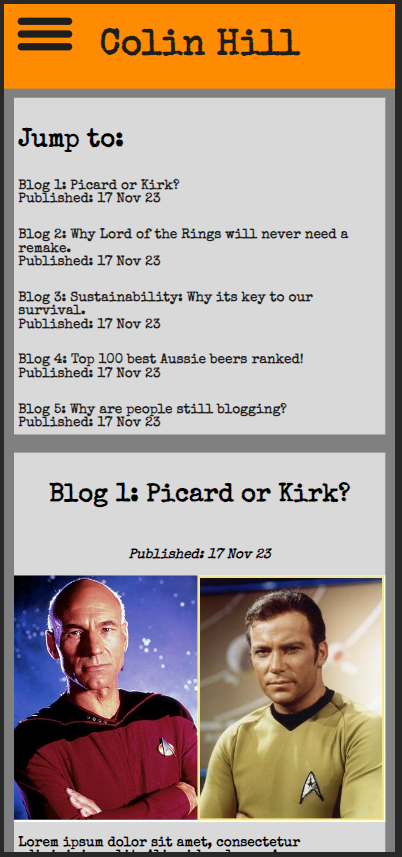 Colin Hill
Jump to:
Blog 1: Picard or Kirk?
Published: 17 Nov 23
Blog 2: Why Lord of the Rings will never need a
remake.
Published: 17 Nov 23
Blog 3: Sustainability: Why its key to our
survival.
Published: 17 Nov 23
Blog 4: Top 100 best Aussie beers ranked!
Published: 17 Nov 23
Blog 5: Why are people still blogging?
Published: 17 Nov 23
Blog 1: Picard or Kirk?
Published: 17 Nov 23
Lorem ipsum dolor sit amet, consectetur